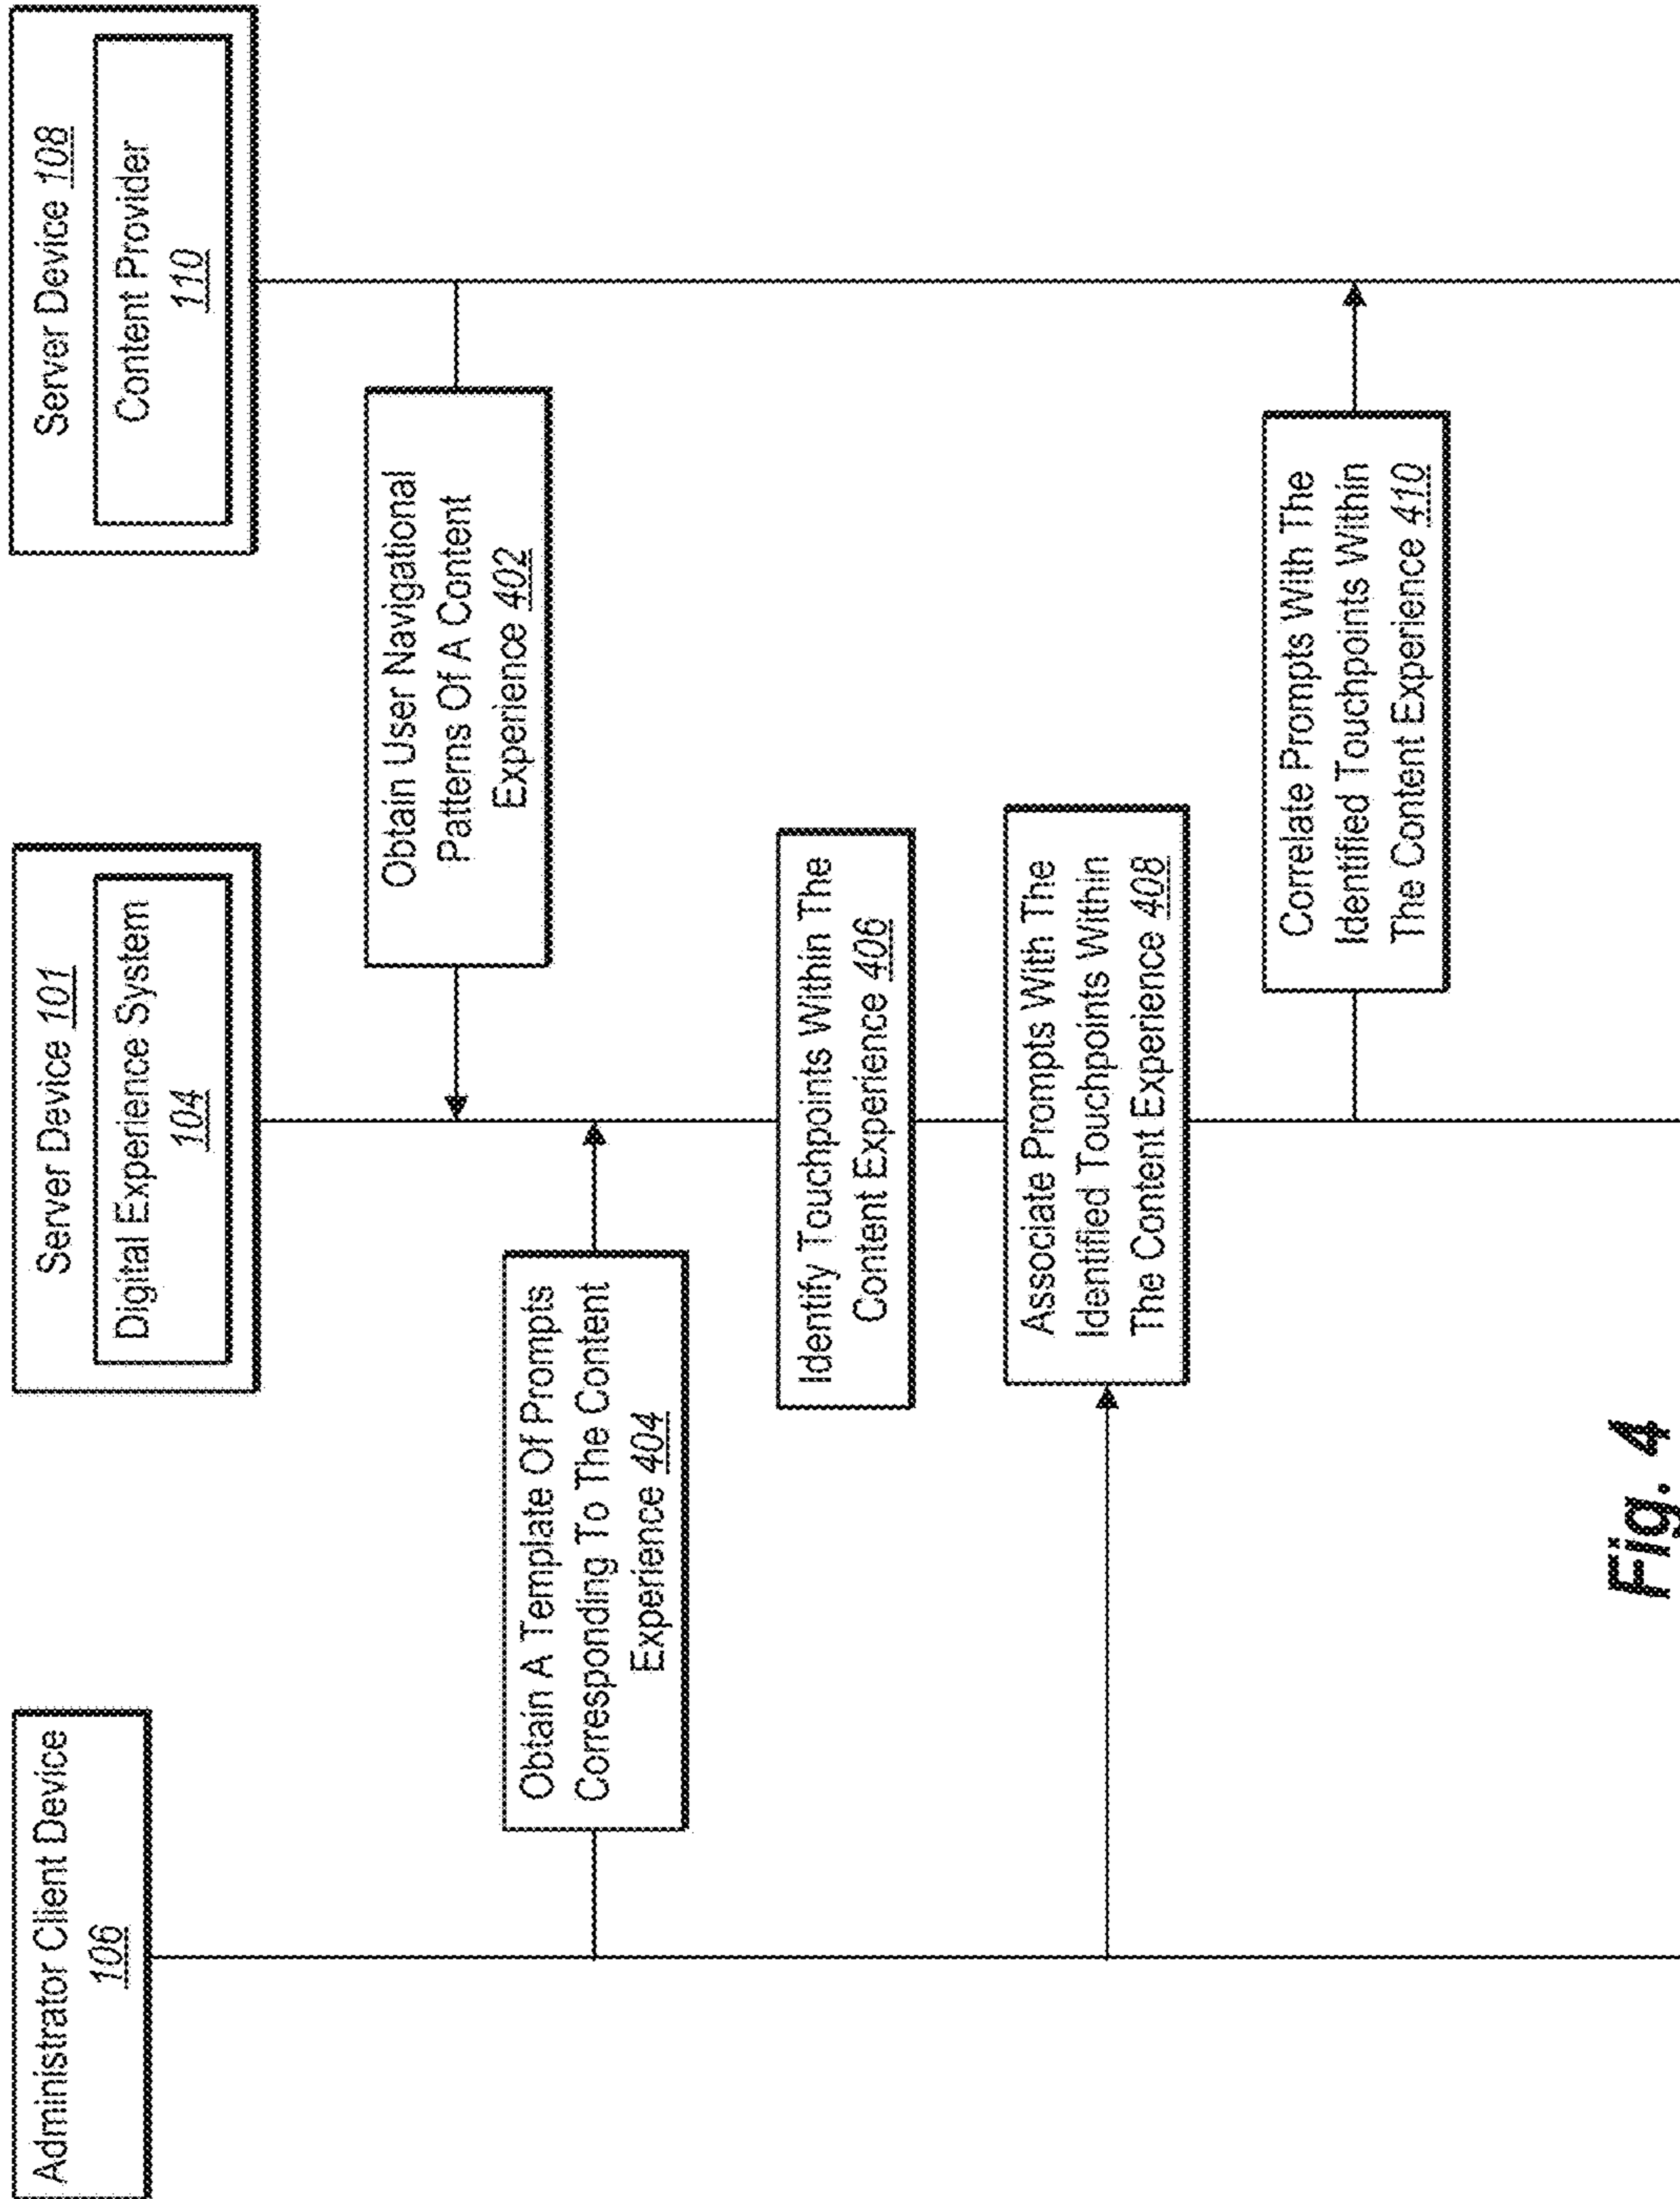 Administrator Client Device
106
Server Device 101
Digital Experience System
104
Server Device 108
Content Provider
110
Obtain User Navigational
Patterns Of A Content
Experience 402
Obtain A Template Of Prompts
Corresponding To The Content
Experience 404
Identify Touchpoints Within The
Content Experience 406
Associate Prompts With The
Identified Touchpoints Within
The Content Experience 408
Correlate Prompts With The
Identified Touchpoints Within
The Content Experience 410
Fig. 4